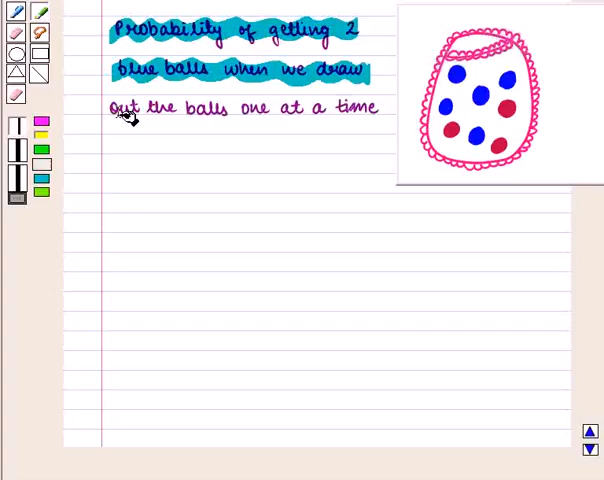 Probability of getting 2
blue balls when we draw
out the balls one at a time